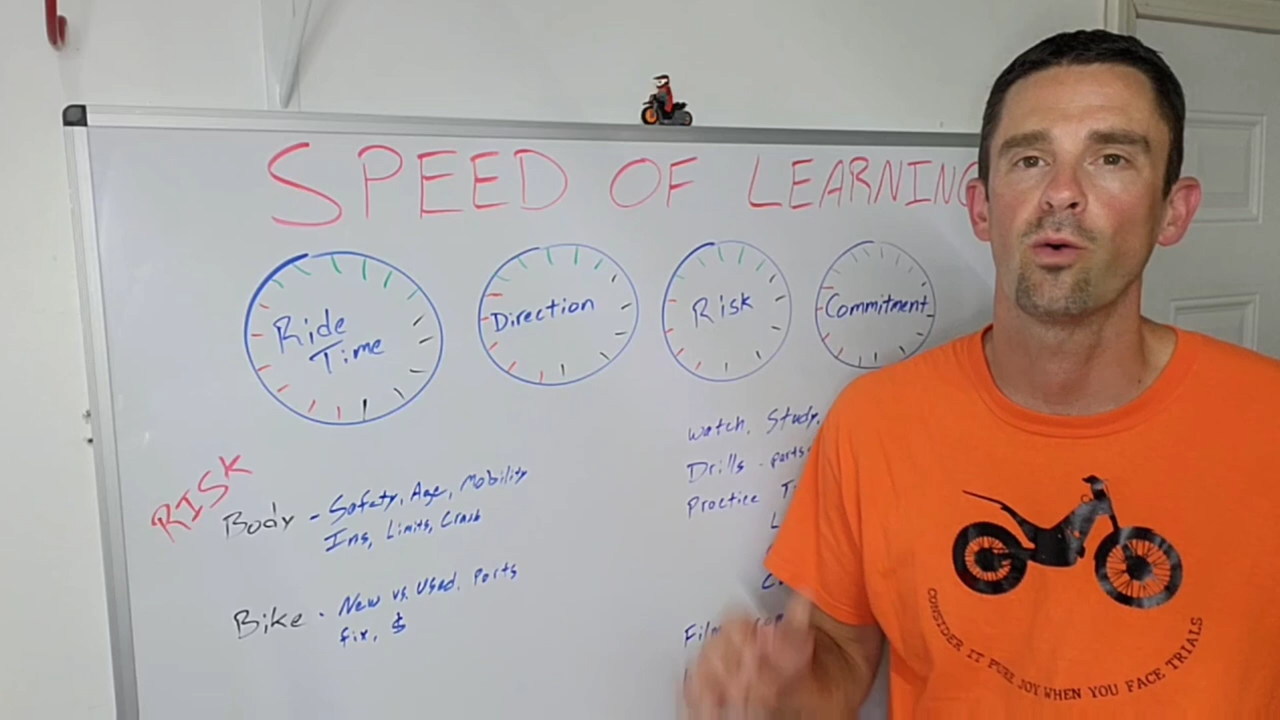 SPEED OF LEARNING
Ride Time
Direction
Risk
Commitment
RISK
Body - Safety, Age, Mobility
Ins, Limits, Crash
Bike - New vs. Used, Parts
fix, $
Watch, Study,
Drills - parts
Practice
Film
CONSIDER IT PURE JOY WHEN YOU FACE TRIALS